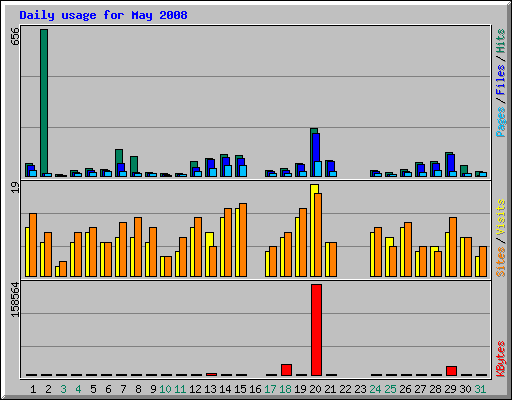 Daily usage for May 2008
656
Pages / Files / Hits
19
Sites / Visits
158564
KBytes
1 2 3 4 5 6 7 8 9 10 11 12 13 14 15 16 17 18 19 20 21 22 23 24 25 26 27 28 29 30 31